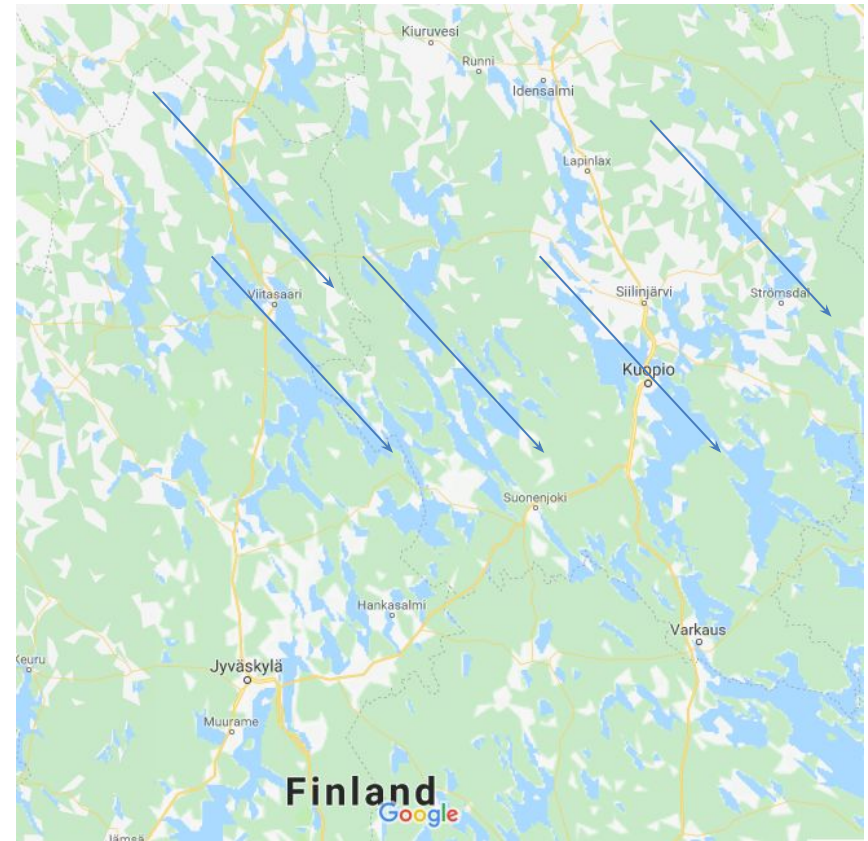 Kiuruvesi
Runni
Idensalmi
Lapinlax
Viitasaari
Siilinjärvi
Strömsdal
Kuopio
Suonenjoki
Hankasalmi
Varkaus
Keuru
Jyväskylä
Muurame
Finland
Google
Jämsä